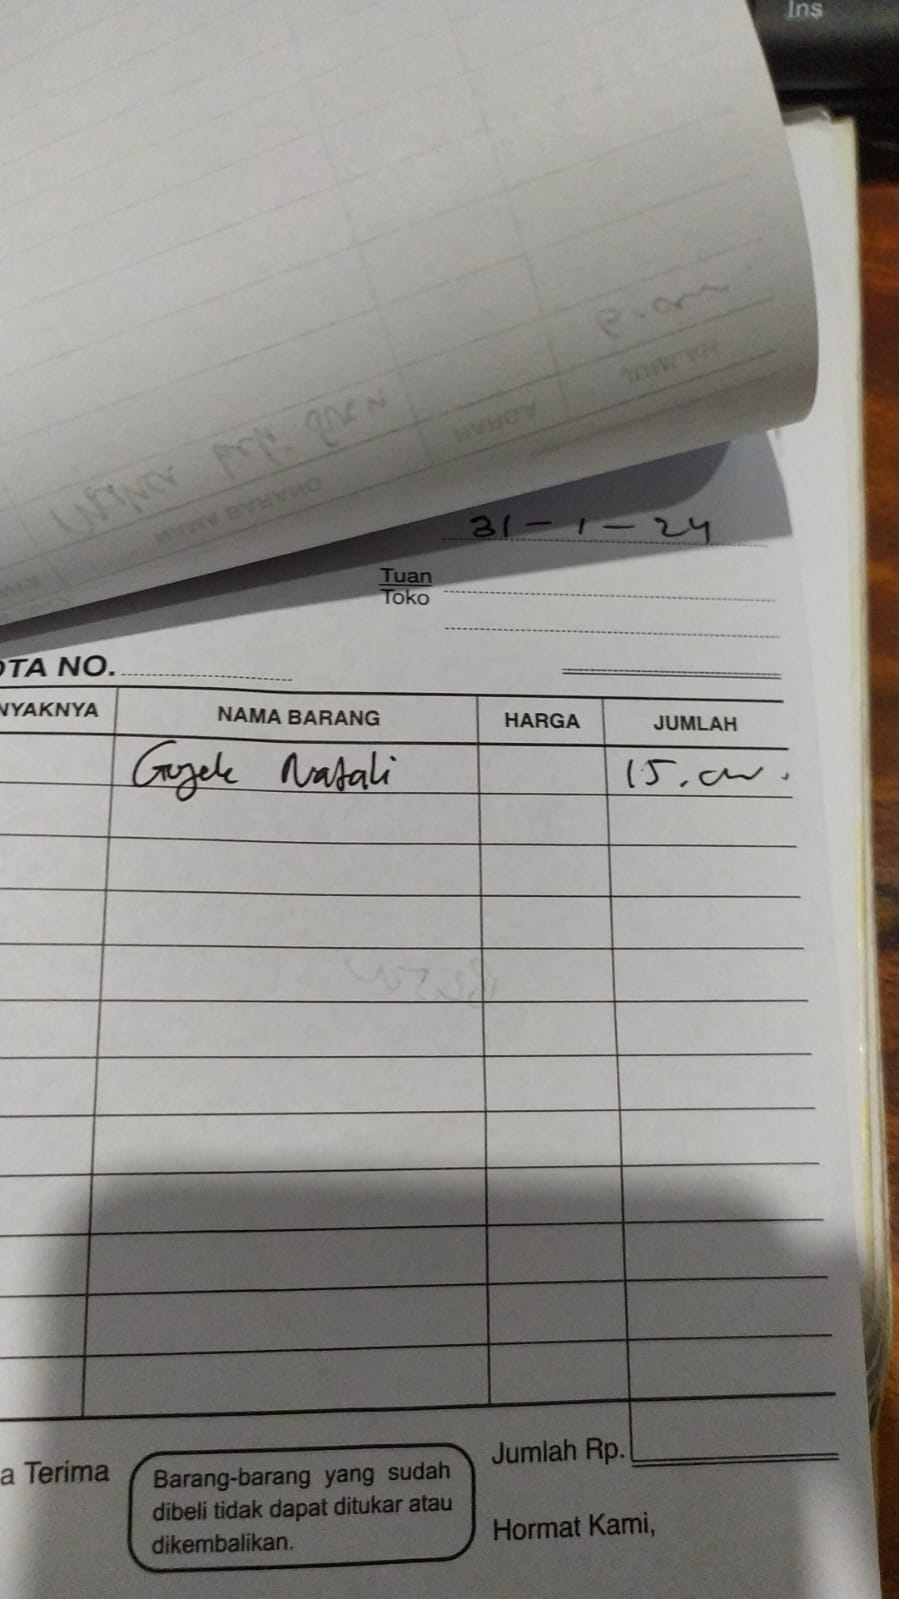 Ins
31 - 1 - 24
Tuan
Toko
OTA NO.
NYAKNYA NAMA BARANG HARGA JUMLAH
Gojek Natali 15.000
a Terima
Barang-barang yang sudah
dibeli tidak dapat ditukar atau
dikembalikan.
Jumlah Rp.
Hormat Kami,